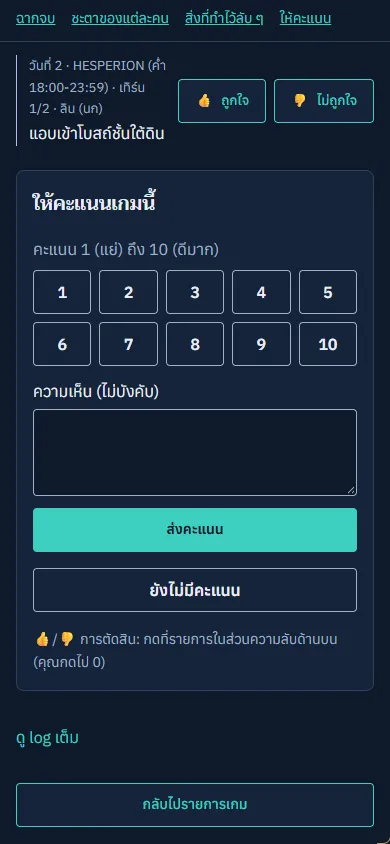 ฉากจบ ชะตาของแต่ละคน สิ่งที่ทำไว้ลับ ๆ ให้คะแนน
วันที่ 2 · HESPERION (ค่ำ
18:00-23:59) · เทิร์น
1/2 · ลิน (นก)
แอบเข้าโบสถ์ชั้นใต้ดิน
👍 ถูกใจ
👎 ไม่ถูกใจ
ให้คะแนนเกมนี้
คะแนน 1 (แย่) ถึง 10 (ดีมาก)
1 2 3 4 5
6 7 8 9 10
ความเห็น (ไม่บังคับ)
ส่งคะแนน
ยังไม่มีคะแนน
👍/👎 การตัดสิน: กดที่รายการในส่วนความลับด้านบน
(คุณกดไป 0)
ดู log เต็ม
กลับไปรายการเกม